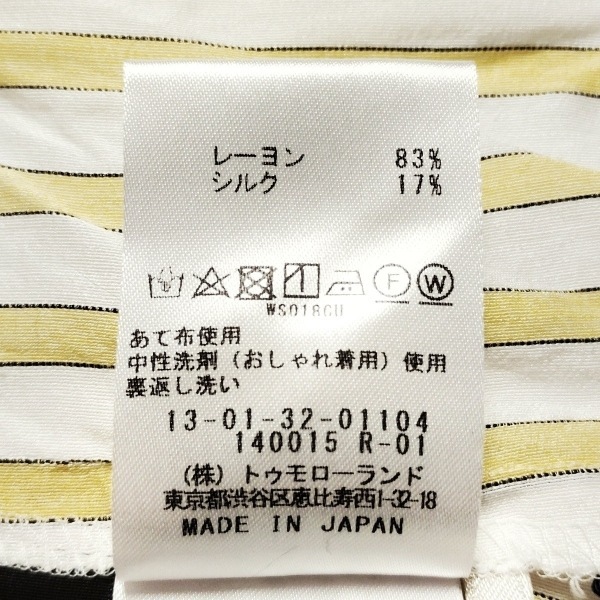 レーヨン 83%
シルク 17%
F W
WS018GU
あて布使用
中性洗剤（おしゃれ着用）使用
裏返し洗い
13-01-32-01104
140015 R-01
（株）トゥモローランド
東京都渋谷区恵比寿西1-32-18
MADE IN JAPAN